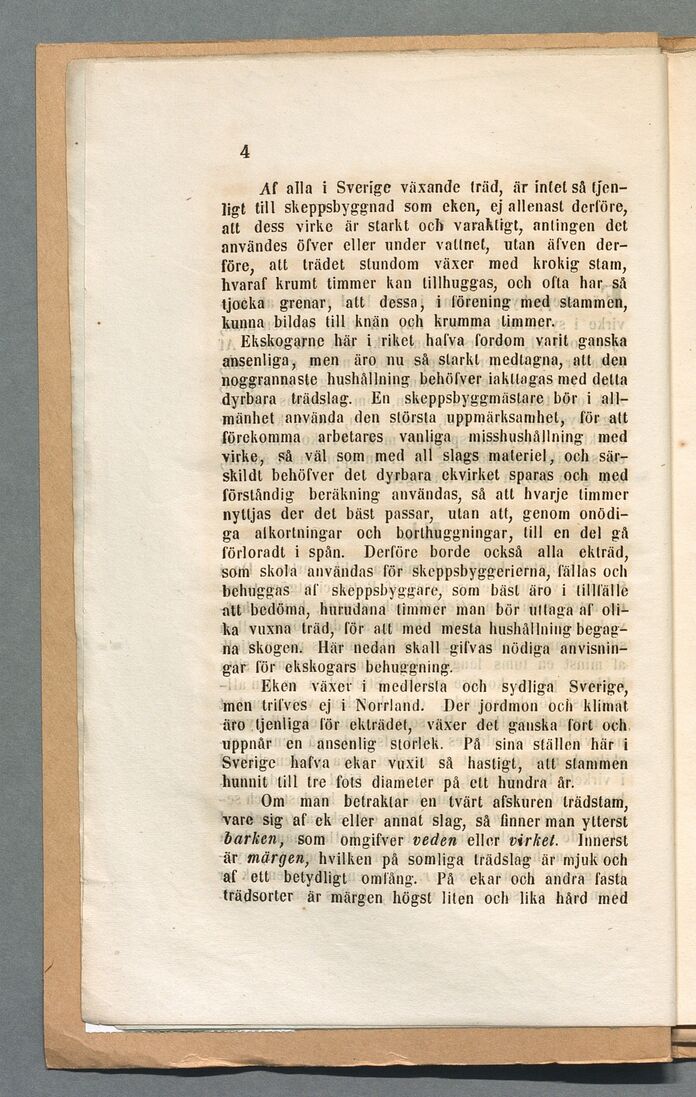 4
Af alla i Sverige växande träd, är intet så tjen-
ligt till skeppsbyggnad som eken, ej allenast derföre,
att dess virke är starkt och varaktigt, antingen det
användes öfver eller under vattnet, utan äfven der-
före, att trädet stundom växer med krokig stam,
hvaraf krumt timmer kan tillhuggas, och ofta har så
tjocka grenar, att dessa, i förening med stammen,
kunna bildas till knän och krumma timmer.
Ekskogarne här i riket hafva fordom varit ganska
ansenliga, men äro nu så starkt medtagna, att den
noggrannaste hushållning behöfver iakttagas med detta
dyrbara trädslag. En skeppsbyggmästare bör i all-
mänhet använda den största uppmärksamhet, för att
förekomma arbetares vanliga misshushållning med
virke, så väl som med all slags materiel, och sär-
skildt behöfver det dyrbara ekvirket sparas och med
förståndig beräkning användas, så att hvarje timmer
nyttjas der det bäst passar, utan att, genom onödi-
ga afkortningar och borthuggningar, till en del gå
förloradt i spån. Derföre borde också alla ekträd,
som skola användas för skeppsbyggerierna, fällas och
behuggas af skeppsbyggare, som bäst äro i tillfälle
att bedöma, hurudana timmer man bör uttaga af oli-
ka vuxna träd, för att med mesta hushållning begag-
na skogen. Här nedan skall gifvas nödiga anvisnin-
gar för ekskogars behuggning.
Eken växer i medlersta och sydliga Sverige,
men trifves ej i Norrland. Der jordmon och klimat
äro tjenliga för ekträdet, växer det ganska fort och
uppnår en ansenlig storlek. På sina ställen här i
Sverige hafva ekar vuxit så hastigt, att stammen
hunnit till tre fots diameter på ett hundra år.
Om man betraktar en tvärt afskuren trädstam,
vare sig af ek eller annat slag, så finner man ytterst
barken, som omgifver veden eller virket. Innerst
är märgen, hvilken på somliga trädslag är mjuk och
af ett betydligt omfång. På ekar och andra fasta
trädsorter är märgen högst liten och lika hård med